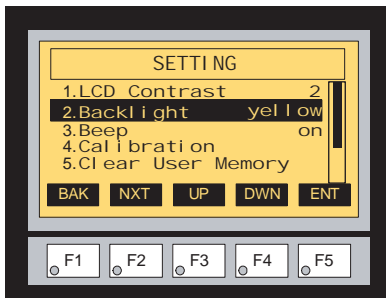 SETTING
1.LCD Contrast 2
2.Backlight yellow
3.Beep on
4.Calibration
5.Clear User Memory
BAK NXT UP DWN ENT
F1 F2 F3 F4 F5